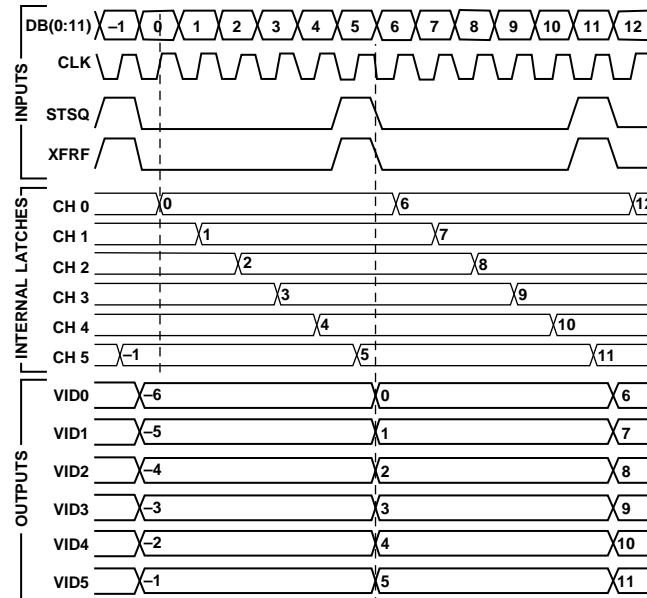 INPUTS
DB(0:11) –1 0 1 2 3 4 5 6 7 8 9 10 11 12
CLK
STSQ
XFRF
INTERNAL LATCHES
CH 0 0 6 12
CH 1 1 7
CH 2 2 8
CH 3 3 9
CH 4 4 10
CH 5 –1 5 11
OUTPUTS
VID0 –6 0 6
VID1 –5 1 7
VID2 –4 2 8
VID3 –3 3 9
VID4 –2 4 10
VID5 –1 5 11